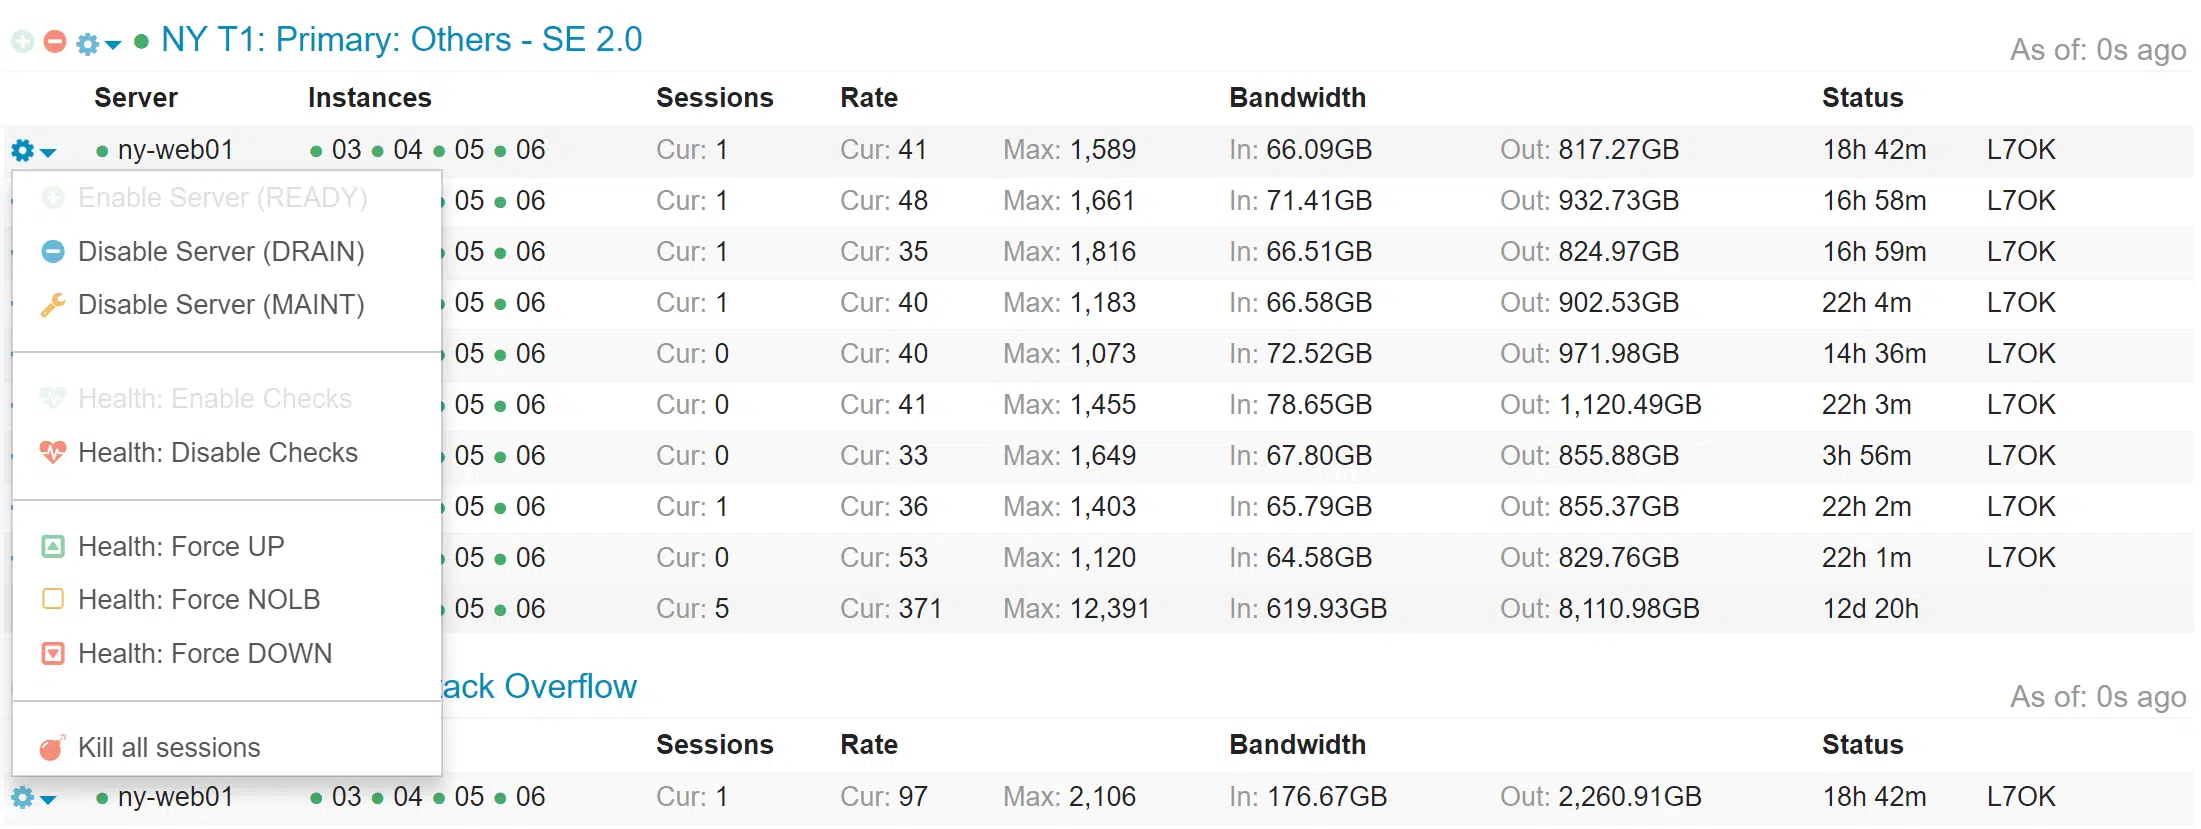 NY T1: Primary: Others - SE 2.0
As of: 0s ago
Server Instances Sessions Rate Bandwidth Status
ny-web01 03 04 05 06 Cur: 1 Cur: 41 Max: 1,589 In: 66.09GB Out: 817.27GB 18h 42m L7OK
Enable Server (READY) 05 06 Cur: 1 Cur: 48 Max: 1,661 In: 71.41GB Out: 932.73GB 16h 58m L7OK
Disable Server (DRAIN) 05 06 Cur: 1 Cur: 35 Max: 1,816 In: 66.51GB Out: 824.97GB 16h 59m L7OK
Disable Server (MAINT) 05 06 Cur: 1 Cur: 40 Max: 1,183 In: 66.58GB Out: 902.53GB 22h 4m L7OK
05 06 Cur: 0 Cur: 40 Max: 1,073 In: 72.52GB Out: 971.98GB 14h 36m L7OK
Health: Enable Checks 05 06 Cur: 0 Cur: 41 Max: 1,455 In: 78.65GB Out: 1,120.49GB 22h 3m L7OK
Health: Disable Checks 05 06 Cur: 0 Cur: 33 Max: 1,649 In: 67.80GB Out: 855.88GB 3h 56m L7OK
05 06 Cur: 1 Cur: 36 Max: 1,403 In: 65.79GB Out: 855.37GB 22h 2m L7OK
Health: Force UP 05 06 Cur: 0 Cur: 53 Max: 1,120 In: 64.58GB Out: 829.76GB 22h 1m L7OK
Health: Force NOLB 05 06 Cur: 5 Cur: 371 Max: 12,391 In: 619.93GB Out: 8,110.98GB 12d 20h
Health: Force DOWN
tack Overflow
As of: 0s ago
Kill all sessions Sessions Rate Bandwidth Status
ny-web01 03 04 05 06 Cur: 1 Cur: 97 Max: 2,106 In: 176.67GB Out: 2,260.91GB 18h 42m L7OK